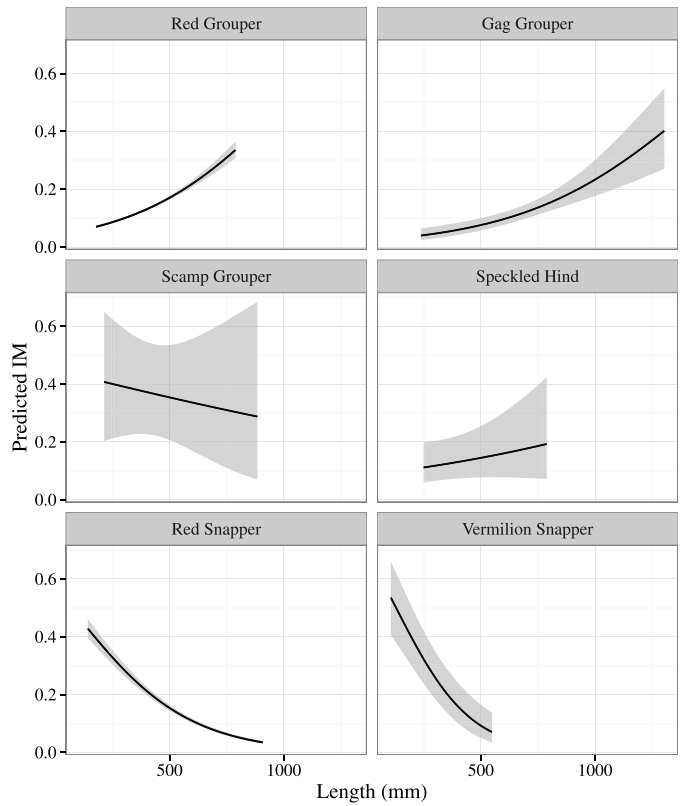 Red Grouper
Gag Grouper
0.6
0.4
0.2
0.0
Scamp Grouper
Speckled Hind
Predicted IM
0.6
0.4
0.2
0.0
Red Snapper
Vermilion Snapper
0.6
0.4
0.2
0.0
500
1000
500
1000
Length (mm)